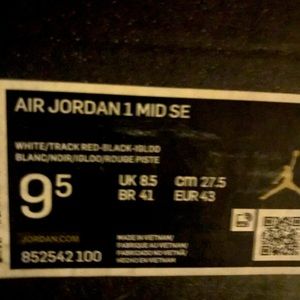 AIR JORDAN 1 MID SE
WHITE/TRACK RED-BLACK-IGLOO
BLANC/NOIR/IGLOO/ROUGE PISTE
9.5
UK 8.5 cm 27.5
BR 41 EUR 43
JORDAN.COM
852542 100
MADE IN VIETNAM/
FABRIQUE AU VIETNAM/
FABRICADO NO VIETNÃ/
HECHO EN VIETNAM